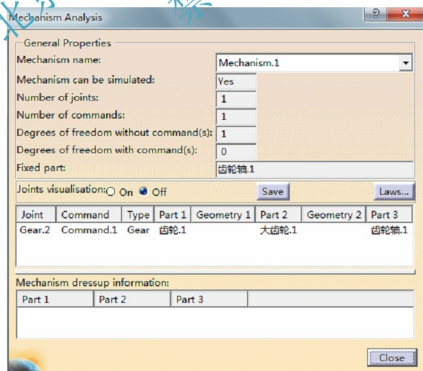 Mechanism Analysis
General Properties
Mechanism name: Mechanism.1
Mechanism can be simulated: Yes
Number of joints: 1
Number of commands: 1
Degrees of freedom without command(s): 1
Degrees of freedom with command(s): 0
Fixed part: 齿轮轴.1
Joints visualisation: On Off Save Laws...
Joint Command Type Part 1 Geometry 1 Part 2 Geometry 2 Part 3
Gear.2 Command.1 Gear 齿轮.1 大齿轮.1 齿轮轴.1
Mechanism dressup information:
Part 1 Part 2 Part 3
Close